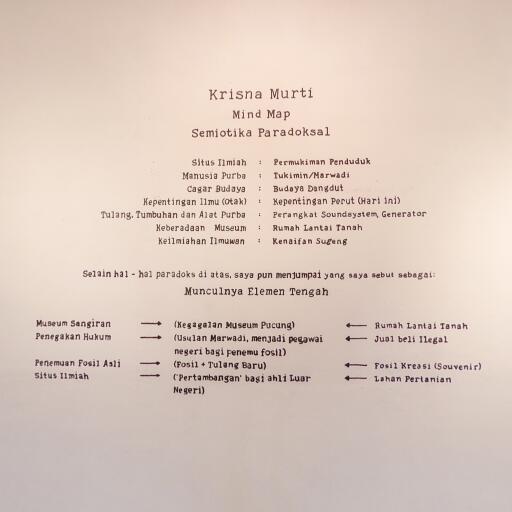 Krisna Murti
Mind Map
Semiotika Paradoksal
Situs Ilmiah : Permukiman Penduduk
Manusia Purba : Tukimin/Marwadi
Cagar Budaya : Budaya Dangdut
Kepentingan Ilmu (Otak) : Kepentingan Perut (Hari ini)
Tulang, Tumbuhan dan Alat Purba : Perangkat Soundsystem, Generator
Keberadaan Museum : Rumah Lantai Tanah
Keilmiahan Ilmuwan : Kenaifan Sugeng
Selain hal - hal paradoks di atas, saya pun menjumpai yang saya sebut sebagai:
Munculnya Elemen Tengah
Museum Sangiran → (Kegagalan Museum Pucung) ← Rumah Lantai Tanah
Penegakan Hukum → (Usulan Marwadi, menjadi pegawai ← Jual beli Ilegal
negeri bagi penemu fosil)
Penemuan Fosil Asli → (Fosil + Tulang Baru) ← Fosil Kreasi (Souvenir)
Situs Ilmiah → ('Pertambangan' bagi ahli Luar ← Lahan Pertanian
Negeri)